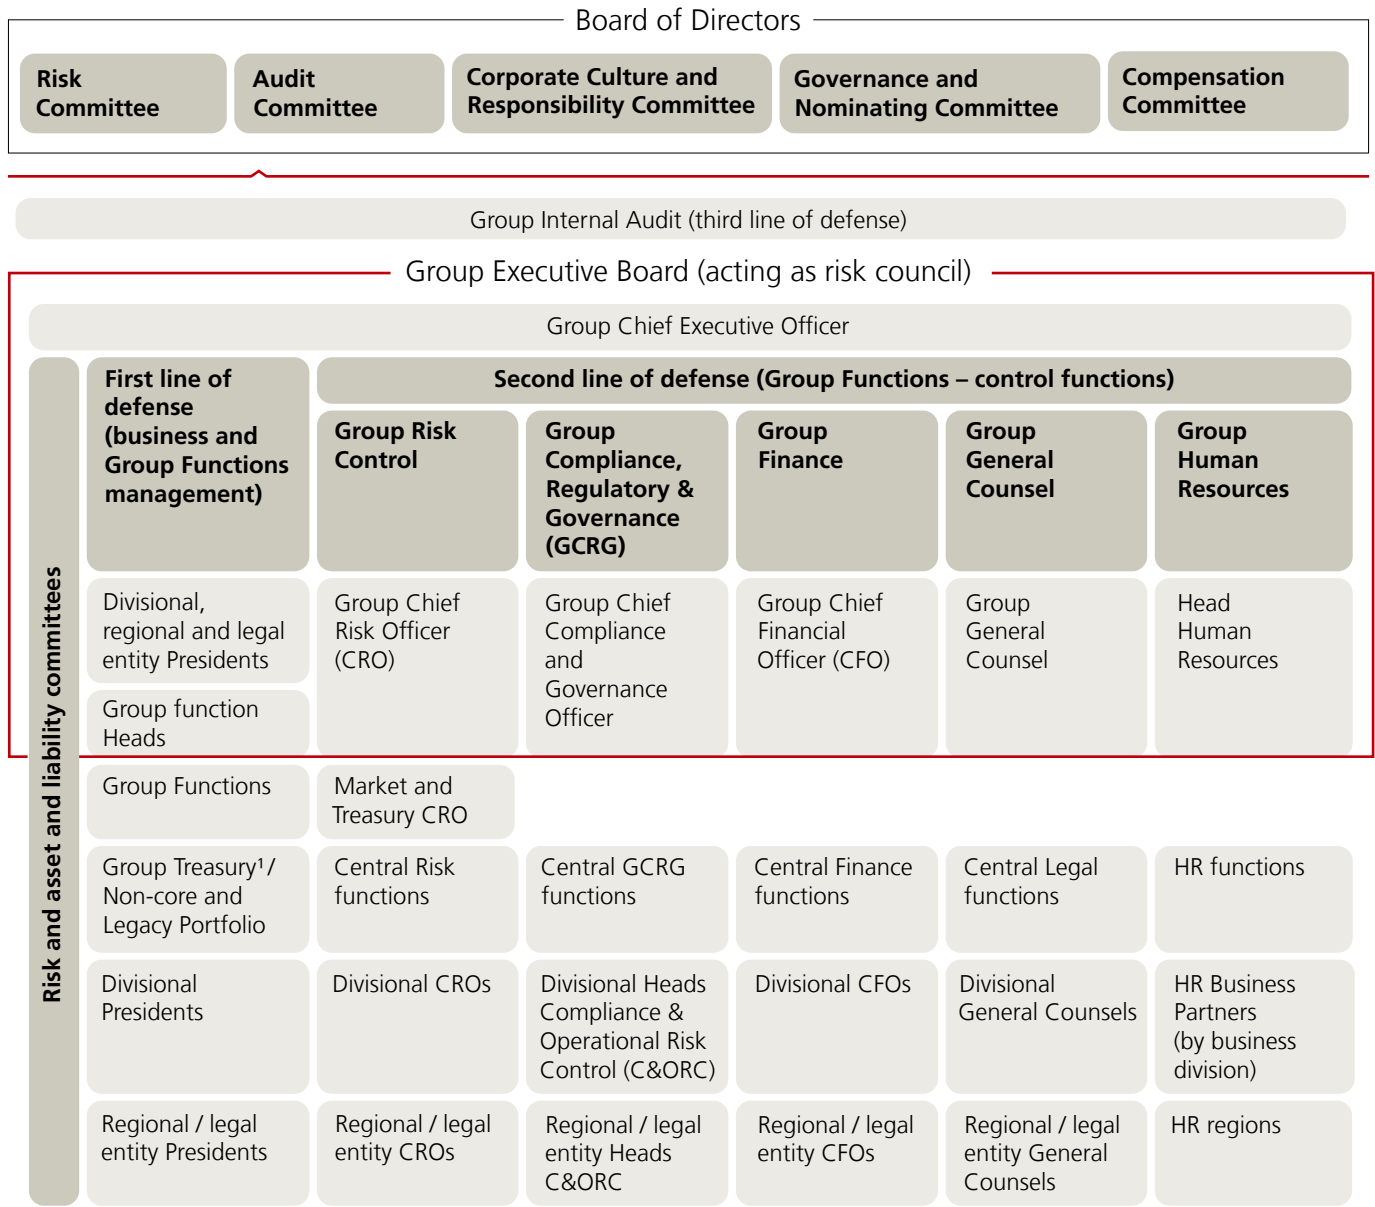 Board of Directors
Risk
Committee
Audit
Committee
Corporate Culture and
Responsibility Committee
Governance and
Nominating Committee
Compensation
Committee
Group Internal Audit (third line of defense)
Group Executive Board (acting as risk council)
Group Chief Executive Officer
Risk and asset and liability committees
First line of
defense
(business and
Group Functions
management)
Second line of defense (Group Functions – control functions)
Group Risk
Control
Group
Compliance,
Regulatory &
Governance
(GCRG)
Group
Finance
Group
General
Counsel
Group
Human
Resources
Divisional,
regional and legal
entity Presidents
Group function
Heads
Group Chief
Risk Officer
(CRO)
Group Chief
Compliance
and
Governance
Officer
Group Chief
Financial
Officer (CFO)
Group
General
Counsel
Head
Human
Resources
Group Functions
Market and
Treasury CRO
Group Treasury¹/
Non-core and
Legacy Portfolio
Central Risk
functions
Central GCRG
functions
Central Finance
functions
Central Legal
functions
HR functions
Divisional
Presidents
Divisional CROs
Divisional Heads
Compliance &
Operational Risk
Control (C&ORC)
Divisional CFOs
Divisional
General Counsels
HR Business
Partners
(by business
division)
Regional / legal
entity Presidents
Regional / legal
entity CROs
Regional / legal
entity Heads
C&ORC
Regional / legal
entity CFOs
Regional / legal
entity General
Counsels
HR regions